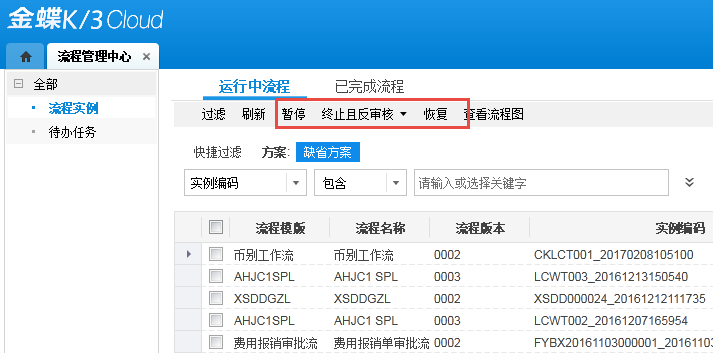 金蝶K/3 Cloud
流程管理中心 ×
全部
流程实例
待办任务
运行中流程 已完成流程
过滤 刷新 暂停 终止且反审核 恢复 查看流程图
快捷过滤 方案: 缺省方案
实例编码 包含 请输入或选择关键字
流程模版 流程名称 流程版本 实例编码
币别工作流 币别工作流 0002 CKLCT001_20170208105100
AHJC1SPL AHJC1 SPL 0003 LCWT003_20161213150540
XSDDGZL XSDDGZL 0002 XSDD000024_20161212111735
AHJC1SPL AHJC1 SPL 0003 LCWT002_20161207165954
费用报销审批流 费用报销单审批流 0002 FYBX20161103000001_2016110